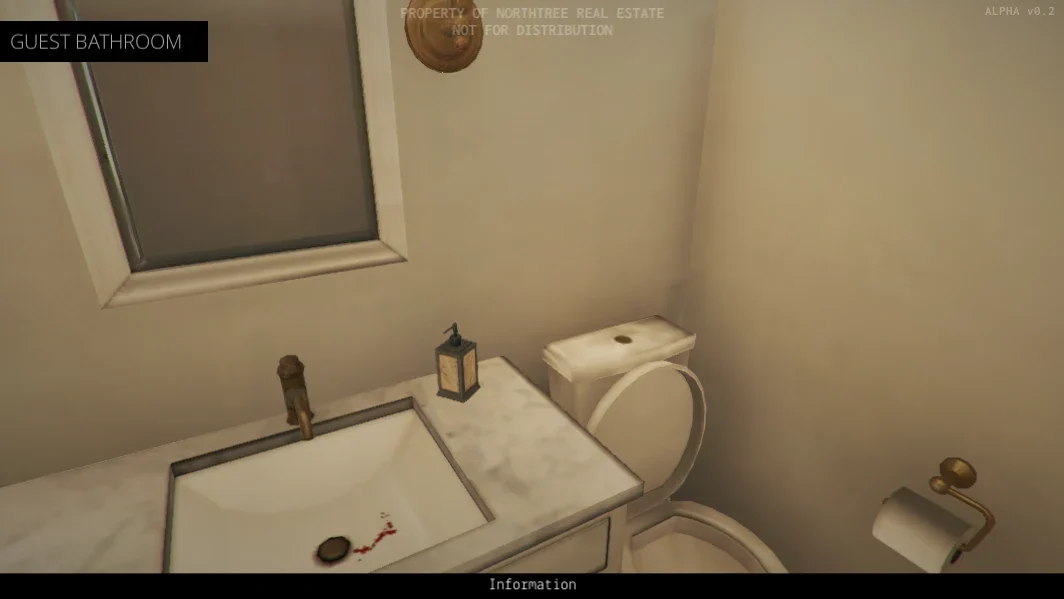 PROPERTY OF NORTHTREE REAL ESTATE
NOT FOR DISTRIBUTION
ALPHA v0.2
GUEST BATHROOM
Information